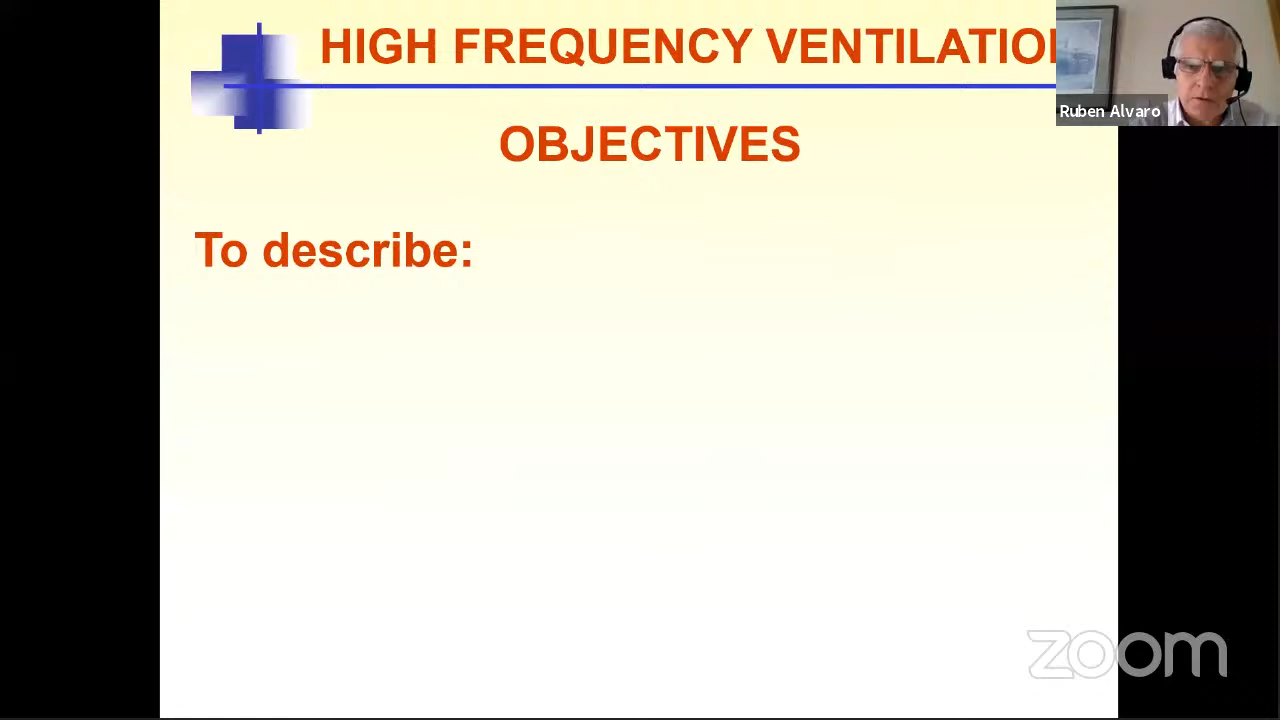 HIGH FREQUENCY VENTILATIO
Ruben Alvaro
OBJECTIVES
To describe:
zoom